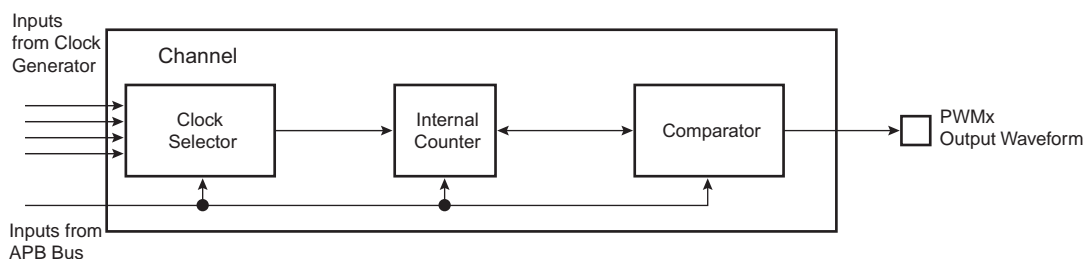 Inputs
from Clock
Generator
Channel
Clock
Selector
Internal
Counter
Comparator
PWMx
Output Waveform
Inputs from
APB Bus